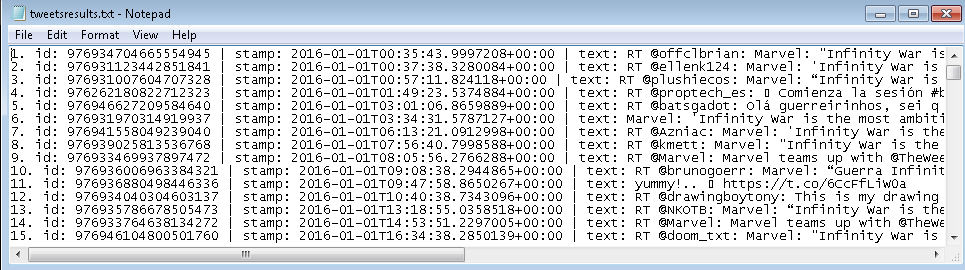 tweetsresults.txt - Notepad
File Edit Format View Help
1. id: 976934704665554945 | stamp: 2016-01-01T00:35:43.9997208+00:00 | text: RT @offclbrian: Marvel: "Infinity War is
2. id: 976931123442851841 | stamp: 2016-01-01T00:37:38.3280084+00:00 | text: RT @ellenk124: Marvel: 'Infinity War is
3. id: 976931007604707328 | stamp: 2016-01-01T00:57:11.824118+00:00 | text: RT @plushiecos: Marvel: “Infinity War is
4. id: 976262180822712323 | stamp: 2016-01-01T01:49:23.5374884+00:00 | text: RT @proptech_es: ▯ Comienza la sesión #b
5. id: 976946627209584640 | stamp: 2016-01-01T03:01:06.8659889+00:00 | text: RT @batsgadot: Olá guerreirinhos, sei q
6. id: 976931970314919937 | stamp: 2016-01-01T03:34:31.5787127+00:00 | text: Marvel: 'Infinity War is the most ambiti
7. id: 976941558049239040 | stamp: 2016-01-01T06:13:21.0912998+00:00 | text: RT @Azniac: Marvel: 'Infinity War is the
8. id: 976939025813536768 | stamp: 2016-01-01T07:56:40.7998588+00:00 | text: RT @kmett: Marvel: "Infinity War is the
9. id: 976933469937897472 | stamp: 2016-01-01T08:05:56.2766288+00:00 | text: RT @Marvel: Marvel teams up with @TheWee
10. id: 976936006963384321 | stamp: 2016-01-01T09:08:38.2944865+00:00 | text: RT @brunogoerr: Marvel: “Guerra Infinit
11. id: 976936880498446336 | stamp: 2016-01-01T09:47:58.8650267+00:00 | text: yummy!.. ▯ https://t.co/6CcFfLiW0a
12. id: 976934040304603137 | stamp: 2016-01-01T10:40:38.7343096+00:00 | text: RT @drawingboytony: This is my drawing
13. id: 976935786678505473 | stamp: 2016-01-01T13:18:55.0358518+00:00 | text: RT @NKOTB: Marvel: “Infinity War is the
14. id: 976933764638134272 | stamp: 2016-01-01T14:53:51.2297005+00:00 | text: RT @Marvel: Marvel teams up with @TheWee
15. id: 976946104800501760 | stamp: 2016-01-01T16:34:38.2850139+00:00 | text: RT @doom_txt: Marvel: "Infinity War is